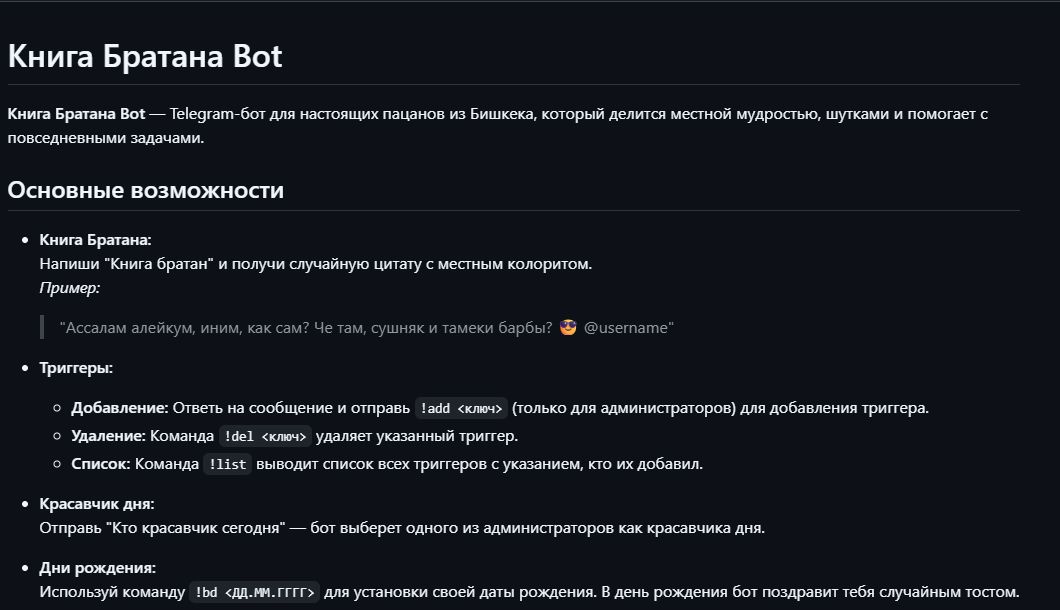 Книга Братана Bot
Книга Братана Bot — Telegram-бот для настоящих пацанов из Бишкека, который делится местной мудростью, шутками и помогает с
повседневными задачами.
Основные возможности
• Книга Братана:
Напиши "Книга братан" и получи случайную цитату с местным колоритом.
Пример:
"Ассалам алейкум, иним, как сам? Че там, сушняк и тамеки барбы? 😎 @username"
• Триггеры:
◦ Добавление: Ответь на сообщение и отправь !add <ключ> (только для администраторов) для добавления триггера.
◦ Удаление: Команда !del <ключ> удаляет указанный триггер.
◦ Список: Команда !list выводит список всех триггеров с указанием, кто их добавил.
• Красавчик дня:
Отправь "Кто красавчик сегодня" — бот выберет одного из администраторов как красавчика дня.
• Дни рождения:
Используй команду !bd <ДД.ММ.ГГГГ> для установки своей даты рождения. В день рождения бот поздравит тебя случайным тостом.